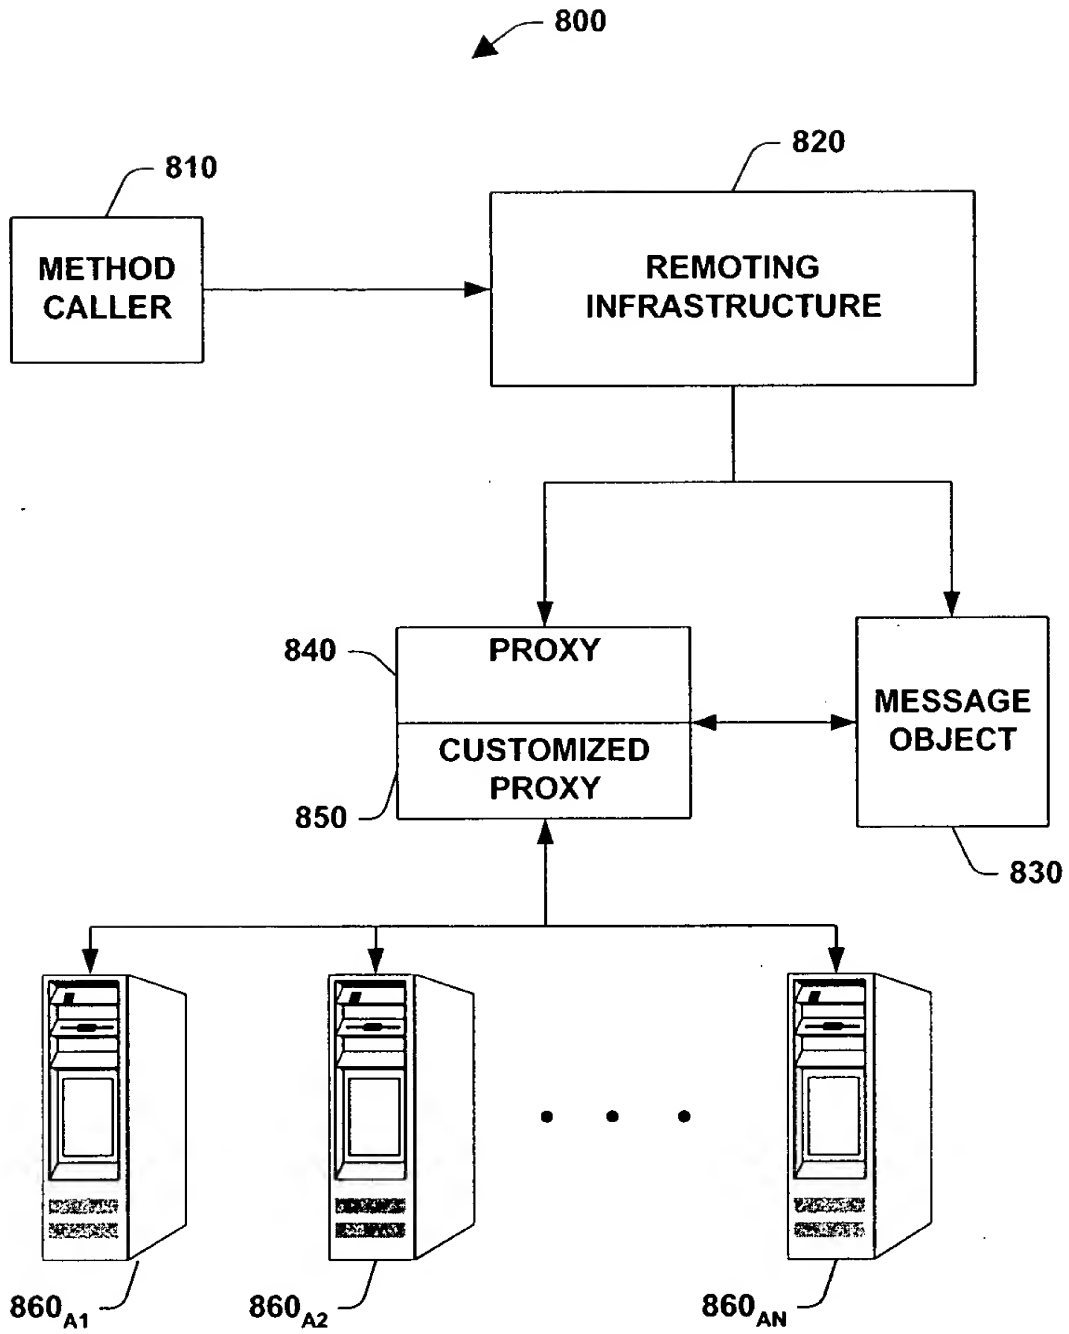 800
810
820
METHOD
CALLER
REMOTING
INFRASTRUCTURE
840
PROXY
MESSAGE
OBJECT
CUSTOMIZED
PROXY
850
830
860A1
860A2
860AN